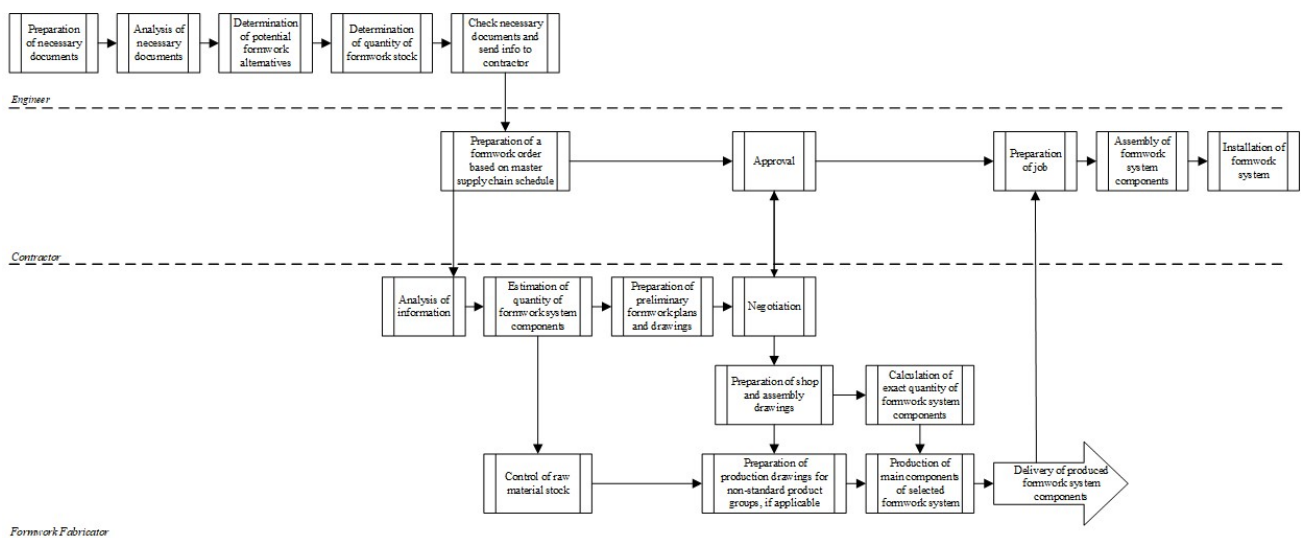 Preparation
of necessary
documents
Analysis of
necessary
documents
Determination
of potential
formwork
alternatives
Determination
of quantity of
formwork stock
Check necessary
documents and
send info to
contractor
Engineer
Preparation of a
formwork order
based on master
supply chain schedule
Approval
Preparation
of job
Assembly of
formwork
system
components
Installation of
formwork
system
Contractor
Analysis of
information
Estimation of
quantity of
formwork system
components
Preparation of
preliminary
formwork plans
and drawings
Negotiation
Preparation of shop
and assembly
drawings
Calculation of
exact quantity of
formwork system
components
Control of raw
material stock
Preparation of
production drawings for
non-standard product
groups, if applicable
Production of
main components
of selected
formwork system
Delivery of produced
formwork system
components
Formwork Fabricator